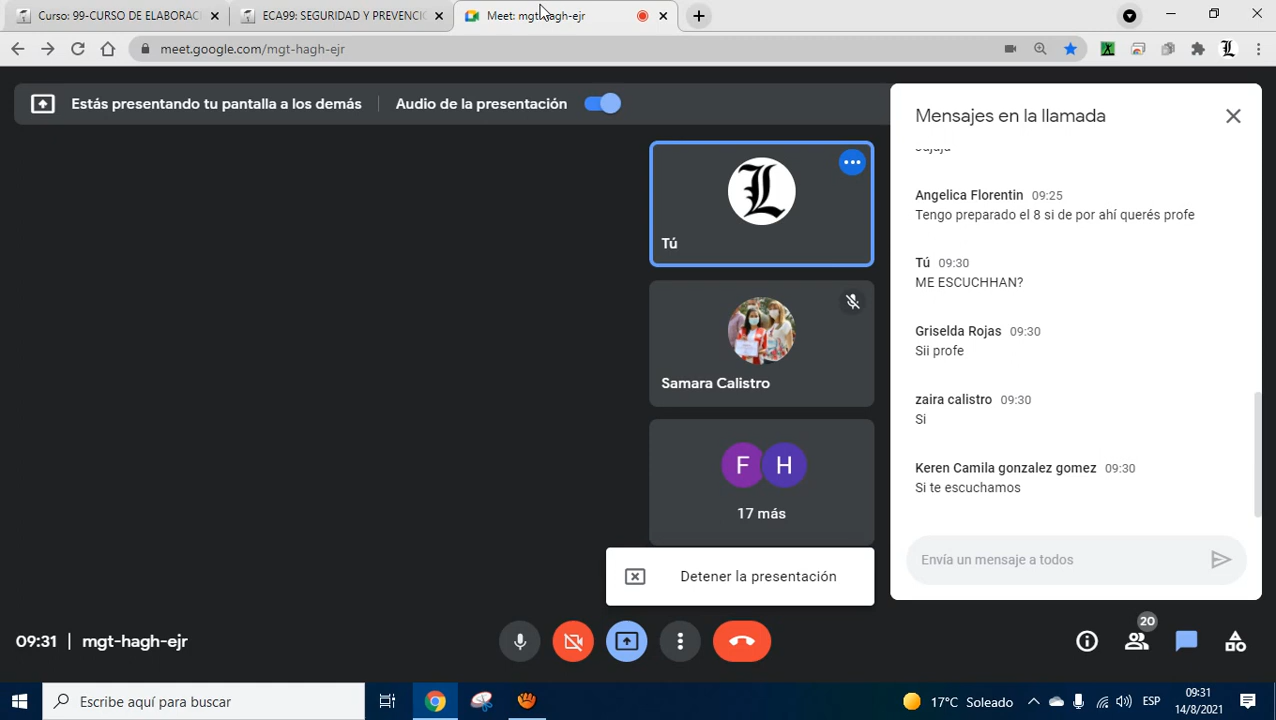 Curso: 99-CURSO DE ELABORAC
ECA99: SEGURIDAD Y PREVENCIO
Meet: mgt-hagh-ejr
meet.google.com/mgt-hagh-ejr
L
Estás presentando tu pantalla a los demás
Audio de la presentación
L
Tú
Samara Calistro
F H
17 más
Detener la presentación
Mensajes en la llamada
Angelica Florentin 09:25
Tengo preparado el 8 si de por ahí querés profe
Tú 09:30
ME ESCUCHHAN?
Griselda Rojas 09:30
Sii profe
zaira calistro 09:30
Si
Keren Camila gonzalez gomez 09:30
Si te escuchamos
Envía un mensaje a todos
09:31 | mgt-hagh-ejr
20
Escribe aquí para buscar
17°C Soleado
ESP
09:31
14/8/2021